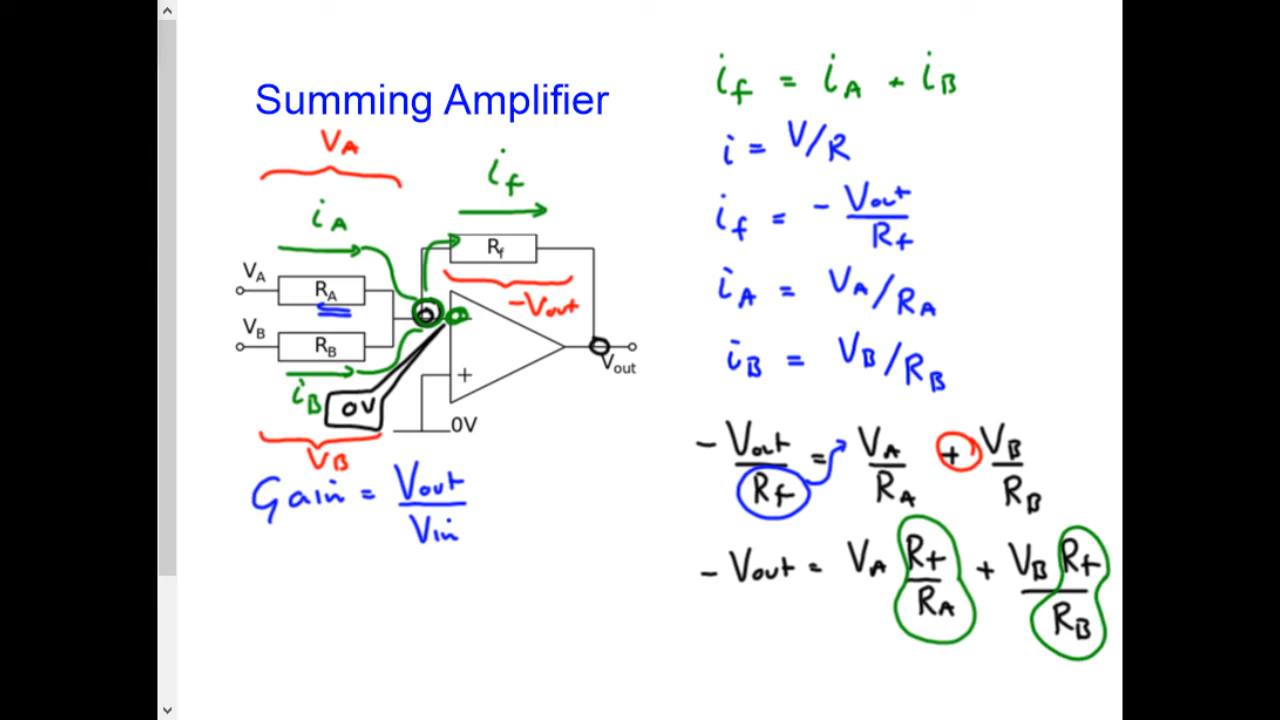 Summing Amplifier
VA
if
iA
VA
RA
Rf
-Vout
VB
RB
+
Vout
iB
0V
0V
VB
Gain = Vout/Vin
if = iA + iB
i = V/R
if = - Vout/Rf
iA = VA/RA
iB = VB/RB
- Vout/Rf = VA/RA + VB/RB
- Vout = VA Rf/RA + VB Rf/RB